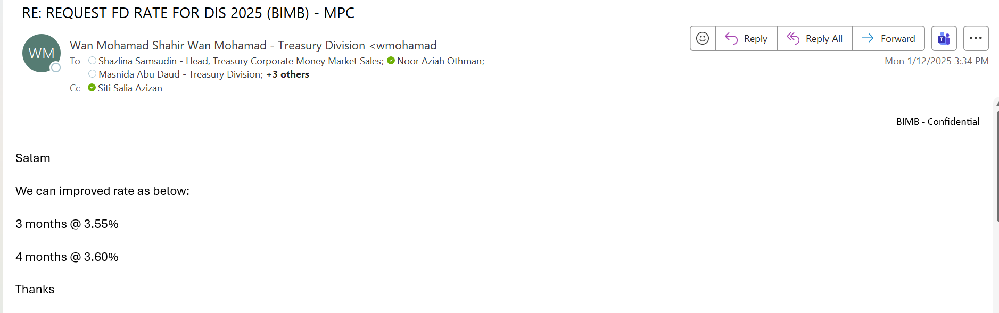 RE: REQUEST FD RATE FOR DIS 2025 (BIMB) - MPC
WM
Wan Mohamad Shahir Wan Mohamad - Treasury Division <wmohamad
Reply
Reply All
Forward
To Shazlina Samsudin - Head, Treasury Corporate Money Market Sales; Noor Aziah Othman;
Mon 1/12/2025 3:34 PM
Masnida Abu Daud - Treasury Division; +3 others
Cc Siti Salia Azizan
BIMB - Confidential
Salam
We can improved rate as below:
3 months @ 3.55%
4 months @ 3.60%
Thanks